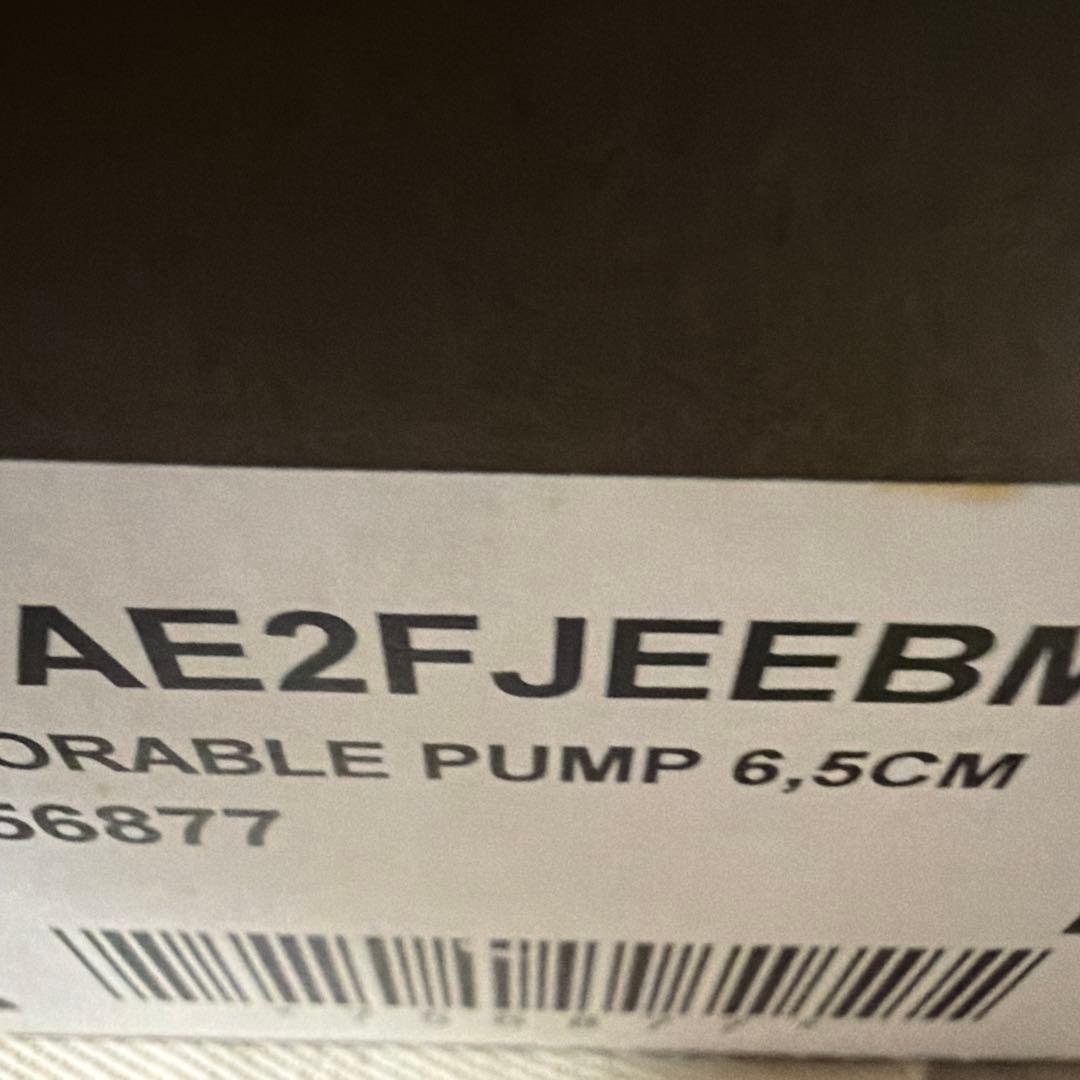 AE2FJEEBM
ORABLE PUMP 6,5CM
56877